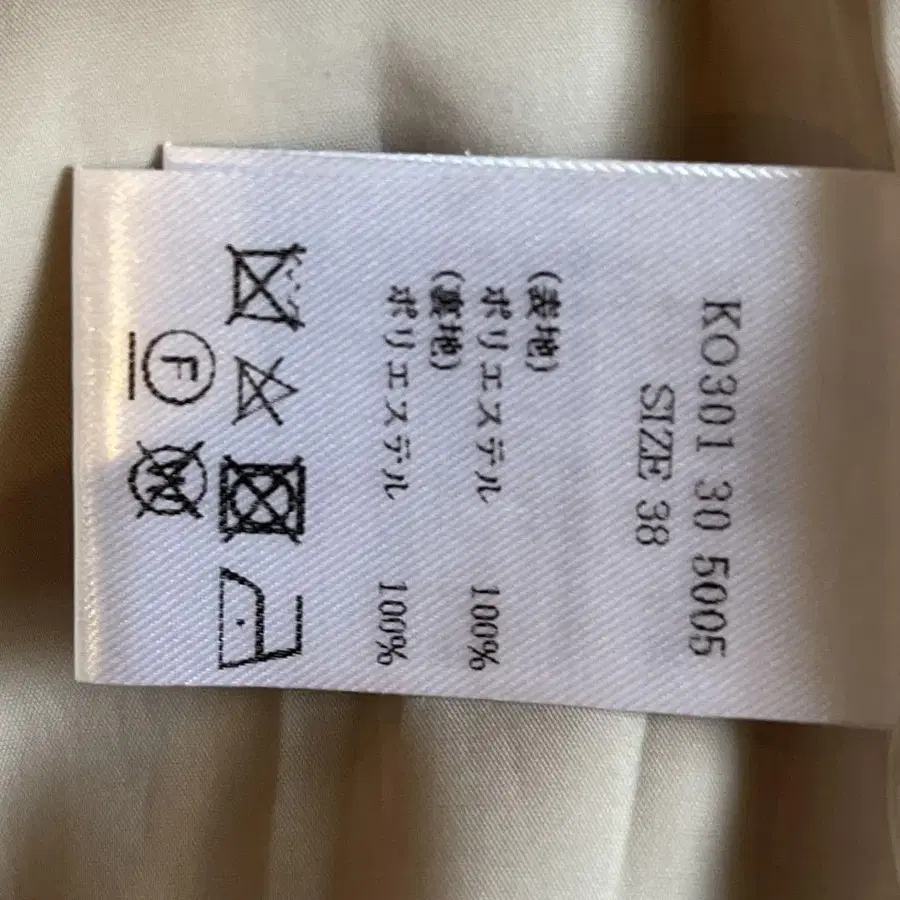 KO301 30 5005
SIZE 38
(表地)
ポリエステル 100%
(裏地)
ポリエステル 100%
F
W